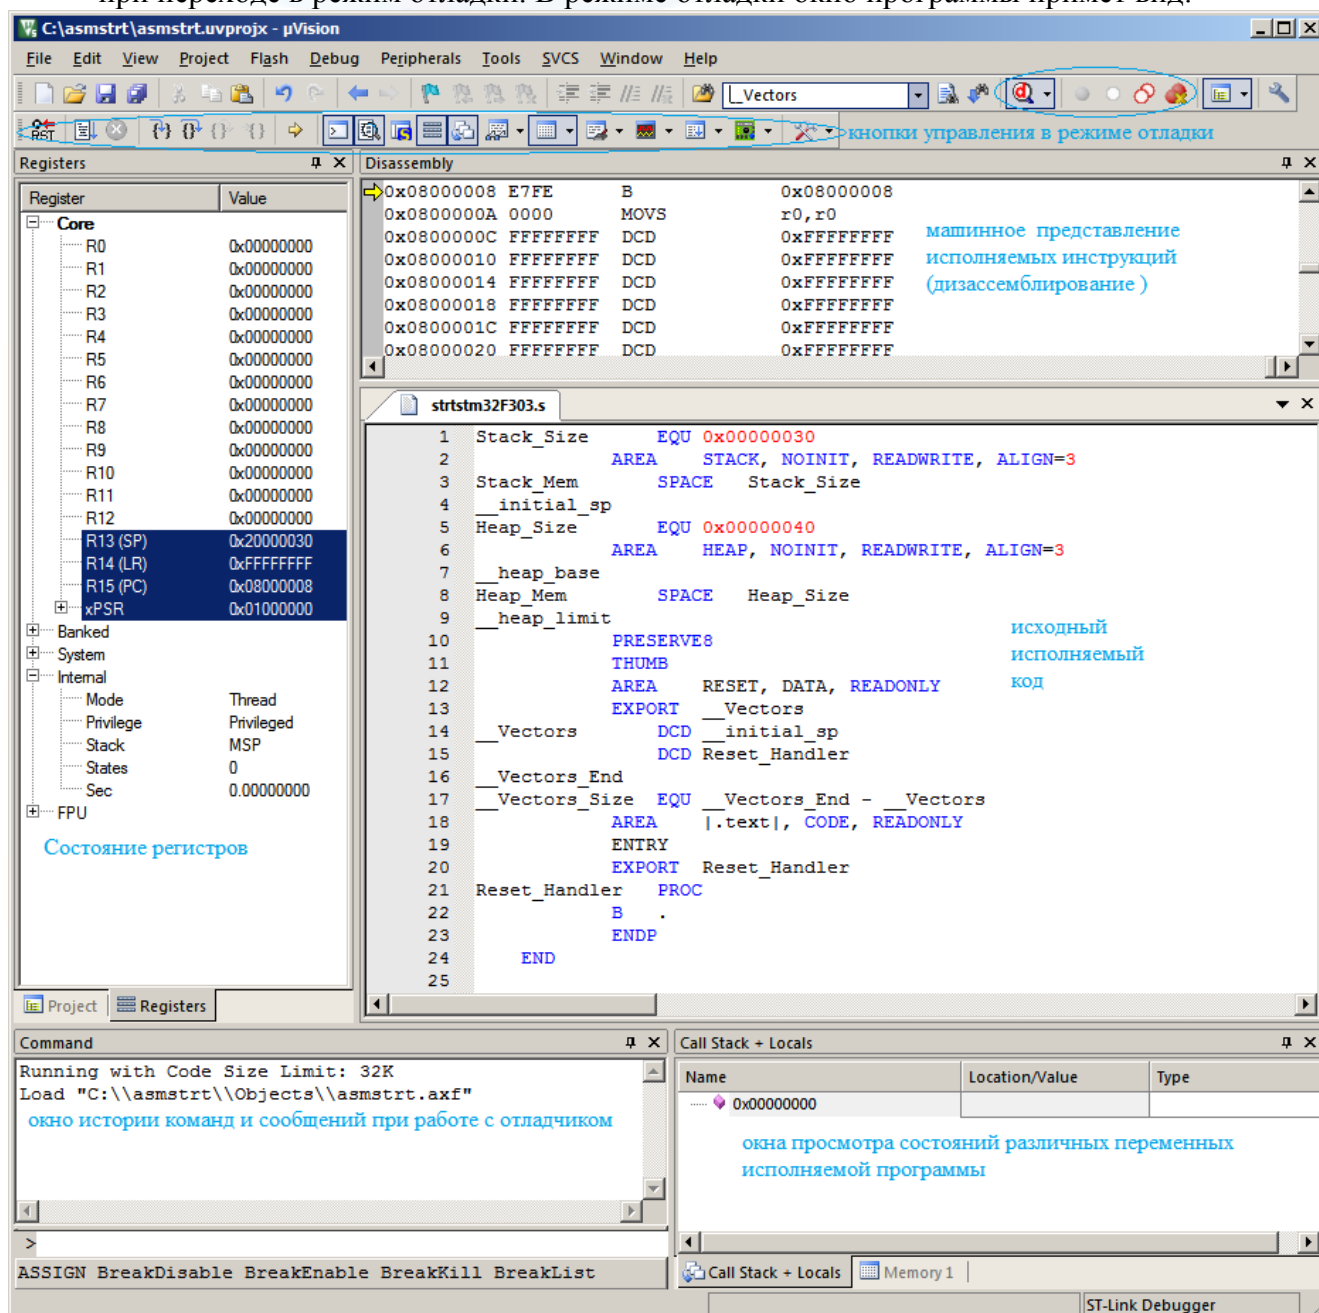 при переходе в режим отладки. В режиме отладки окно программы примет вид:
C:\asmstrt\asmstrt.uvprojx - µVision
File Edit View Project Flash Debug Peripherals Tools SVCS Window Help
_Vectors
RST
кнопки управления в режиме отладки
Registers
Register Value
Core
R0 0x00000000
R1 0x00000000
R2 0x00000000
R3 0x00000000
R4 0x00000000
R5 0x00000000
R6 0x00000000
R7 0x00000000
R8 0x00000000
R9 0x00000000
R10 0x00000000
R11 0x00000000
R12 0x00000000
R13 (SP) 0x20000030
R14 (LR) 0xFFFFFFFF
R15 (PC) 0x08000008
xPSR 0x01000000
Banked
System
Internal
Mode Thread
Privilege Privileged
Stack MSP
States 0
Sec 0.00000000
FPU
Состояние регистров
Project Registers
Disassembly
0x08000008 E7FE B 0x08000008
0x0800000A 0000 MOVS r0,r0
0x0800000C FFFFFFFF DCD 0xFFFFFFFF
0x08000010 FFFFFFFF DCD 0xFFFFFFFF
0x08000014 FFFFFFFF DCD 0xFFFFFFFF
0x08000018 FFFFFFFF DCD 0xFFFFFFFF
0x0800001C FFFFFFFF DCD 0xFFFFFFFF
0x08000020 FFFFFFFF DCD 0xFFFFFFFF
машинное представление
исполняемых инструкций
(дизассемблирование )
strtstm32F303.s
1 Stack_Size EQU 0x00000030
2 AREA STACK, NOINIT, READWRITE, ALIGN=3
3 Stack_Mem SPACE Stack_Size
4 __initial_sp
5 Heap_Size EQU 0x00000040
6 AREA HEAP, NOINIT, READWRITE, ALIGN=3
7 __heap_base
8 Heap_Mem SPACE Heap_Size
9 __heap_limit
10 PRESERVE8
11 THUMB
12 AREA RESET, DATA, READONLY
13 EXPORT __Vectors
14 __Vectors DCD __initial_sp
15 DCD Reset_Handler
16 __Vectors_End
17 __Vectors_Size EQU __Vectors_End - __Vectors
18 AREA |.text|, CODE, READONLY
19 ENTRY
20 EXPORT Reset_Handler
21 Reset_Handler PROC
22 B .
23 ENDP
24 END
25
исходный
исполняемый
код
Command
Running with Code Size Limit: 32K
Load "C:\\asmstrt\\Objects\\asmstrt.axf"
окно истории команд и сообщений при работе с отладчиком
>
ASSIGN BreakDisable BreakEnable BreakKill BreakList
Call Stack + Locals
Name Location/Value Type
0x00000000
окна просмотра состояний различных переменных
исполняемой программы
Call Stack + Locals Memory 1
ST-Link Debugger